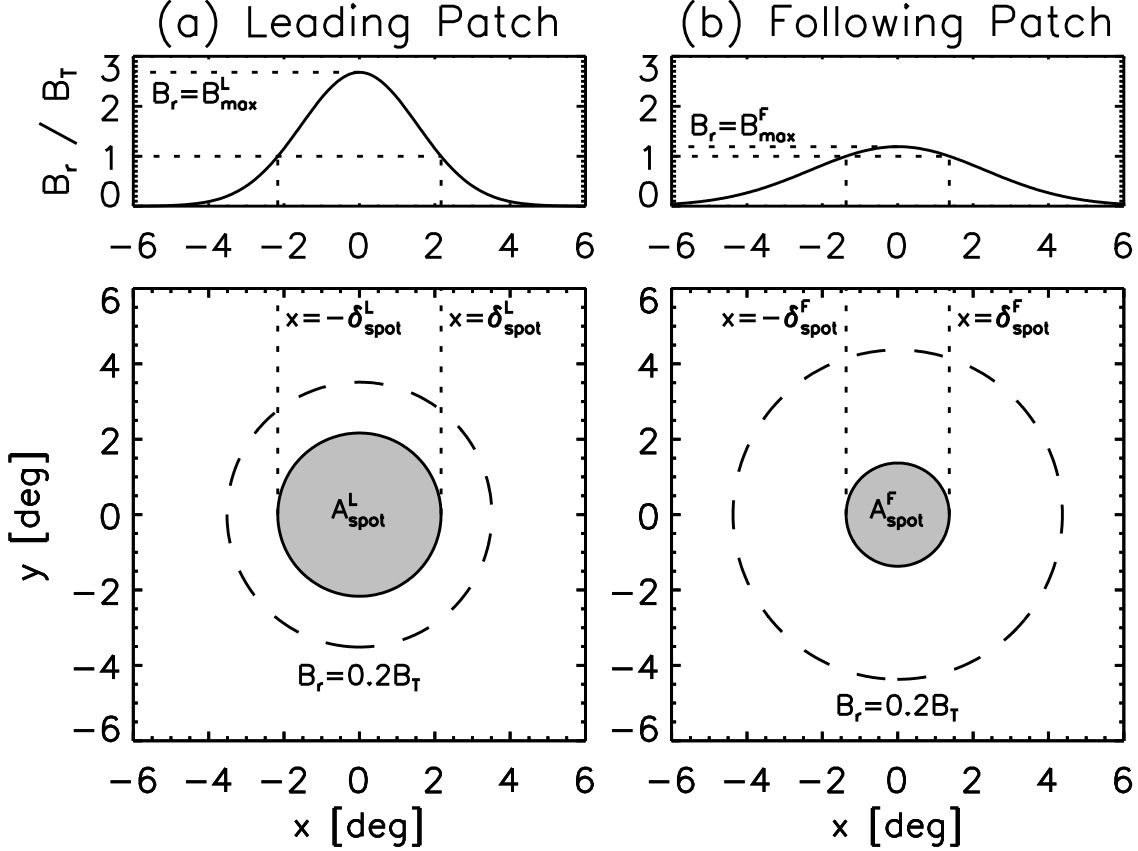 (a) Leading Patch
(b) Following Patch
B_r / B_T
3
2
1
0
B_r=B^L_max
-6 -4 -2 0 2 4 6
3
2
1
0
B_r=B^F_max
-6 -4 -2 0 2 4 6
y [deg]
6
4
2
0
-2
-4
-6
x=-δ^L_spot
x=δ^L_spot
A^L_spot
B_r=0.2B_T
-6 -4 -2 0 2 4 6
x [deg]
6
4
2
0
-2
-4
-6
x=-δ^F_spot
x=δ^F_spot
A^F_spot
B_r=0.2B_T
-6 -4 -2 0 2 4 6
x [deg]